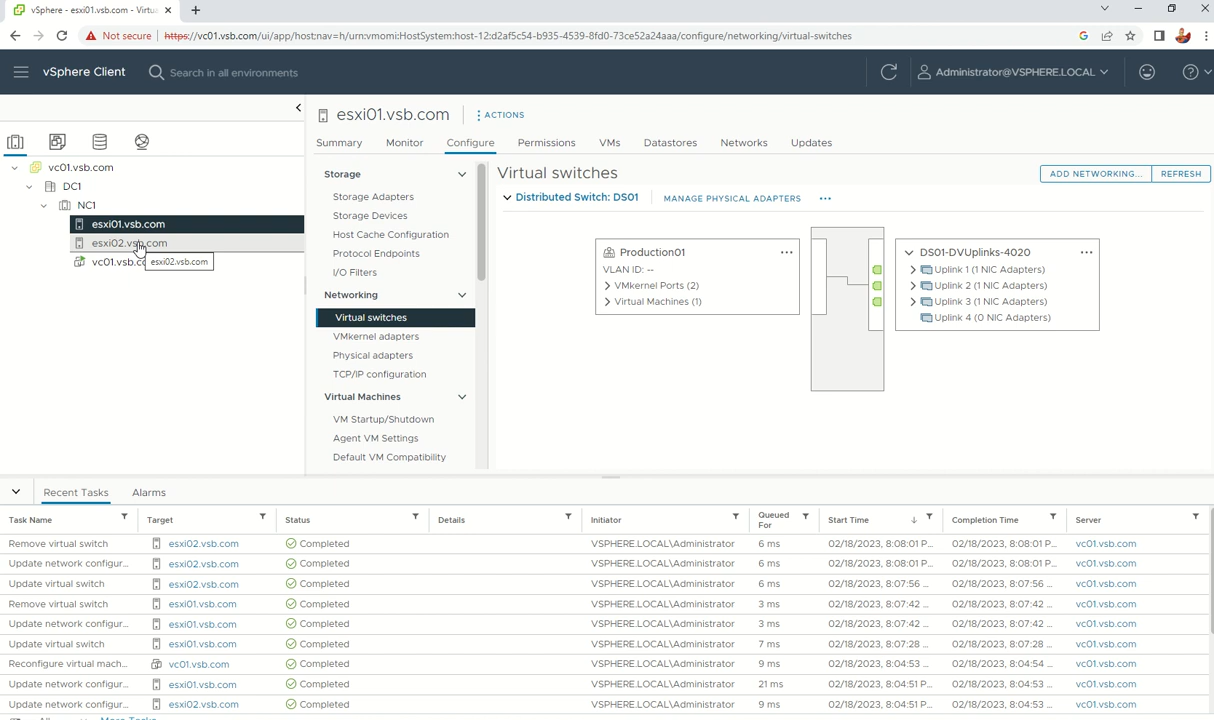 vSphere - esxi01.vsb.com - Virtua
Not secure
https://vc01.vsb.com/ui/app/host;nav=h/urn:vmomi:HostSystem:host-12:d2af5c54-b935-4539-8fd0-73ce52a24aaa/configure/networking/virtual-switches
vSphere Client
Search in all environments
Administrator@VSPHERE.LOCAL
vc01.vsb.com
DC1
NC1
esxi01.vsb.com
esxi02.vsb.com
vc01.vsb.co
esxi02.vsb.com
esxi01.vsb.com
ACTIONS
Summary
Monitor
Configure
Permissions
VMs
Datastores
Networks
Updates
Storage
Storage Adapters
Storage Devices
Host Cache Configuration
Protocol Endpoints
I/O Filters
Networking
Virtual switches
VMkernel adapters
Physical adapters
TCP/IP configuration
Virtual Machines
VM Startup/Shutdown
Agent VM Settings
Default VM Compatibility
Virtual switches
ADD NETWORKING...
REFRESH
Distributed Switch: DS01
MANAGE PHYSICAL ADAPTERS
...
Production01 ...
VLAN ID: --
VMkernel Ports (2)
Virtual Machines (1)
DS01-DVUplinks-4020 ...
Uplink 1 (1 NIC Adapters)
Uplink 2 (1 NIC Adapters)
Uplink 3 (1 NIC Adapters)
Uplink 4 (0 NIC Adapters)
Recent Tasks
Alarms
Task Name Target Status Details Initiator Queued For Start Time Completion Time Server
Remove virtual switch esxi02.vsb.com Completed VSPHERE.LOCAL\Administrator 6 ms 02/18/2023, 8:08:01 P... 02/18/2023, 8:08:01 P... vc01.vsb.com
Update network configur... esxi02.vsb.com Completed VSPHERE.LOCAL\Administrator 6 ms 02/18/2023, 8:08:01 P... 02/18/2023, 8:08:01 P... vc01.vsb.com
Update virtual switch esxi02.vsb.com Completed VSPHERE.LOCAL\Administrator 6 ms 02/18/2023, 8:07:56 ... 02/18/2023, 8:07:56 ... vc01.vsb.com
Remove virtual switch esxi01.vsb.com Completed VSPHERE.LOCAL\Administrator 3 ms 02/18/2023, 8:07:42 ... 02/18/2023, 8:07:42 ... vc01.vsb.com
Update network configur... esxi01.vsb.com Completed VSPHERE.LOCAL\Administrator 3 ms 02/18/2023, 8:07:42 ... 02/18/2023, 8:07:42 ... vc01.vsb.com
Update virtual switch esxi01.vsb.com Completed VSPHERE.LOCAL\Administrator 7 ms 02/18/2023, 8:07:28 ... 02/18/2023, 8:07:28 ... vc01.vsb.com
Reconfigure virtual mach... vc01.vsb.com Completed VSPHERE.LOCAL\Administrator 9 ms 02/18/2023, 8:04:53 ... 02/18/2023, 8:04:54 ... vc01.vsb.com
Update network configur... esxi01.vsb.com Completed VSPHERE.LOCAL\Administrator 21 ms 02/18/2023, 8:04:51 P... 02/18/2023, 8:04:53 ... vc01.vsb.com
Update network configur... esxi02.vsb.com Completed VSPHERE.LOCAL\Administrator 9 ms 02/18/2023, 8:04:51 P... 02/18/2023, 8:04:53 ... vc01.vsb.com
More Tasks